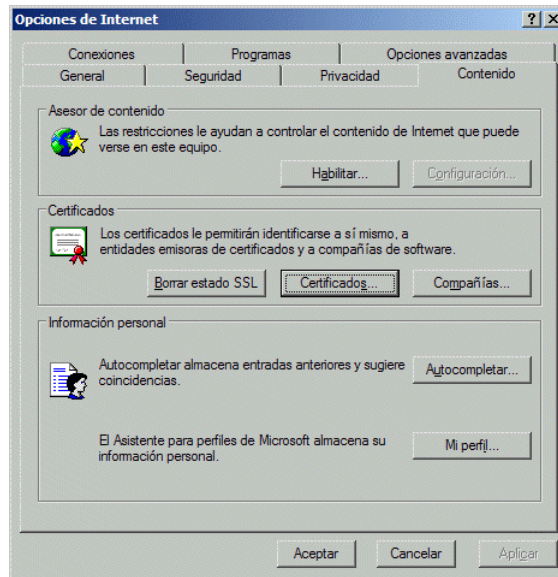 Opciones de Internet
Conexiones Programas Opciones avanzadas
General Seguridad Privacidad Contenido
Asesor de contenido
Las restricciones le ayudan a controlar el contenido de Internet que puede
verse en este equipo.
Habilitar... Configuración...
Certificados
Los certificados le permitirán identificarse a sí mismo, a
entidades emisoras de certificados y a compañías de software.
Borrar estado SSL Certificados... Compañías...
Información personal
Autocompletar almacena entradas anteriores y sugiere
coincidencias.
Autocompletar...
El Asistente para perfiles de Microsoft almacena su
información personal.
Mi perfil...
Aceptar Cancelar Aplicar